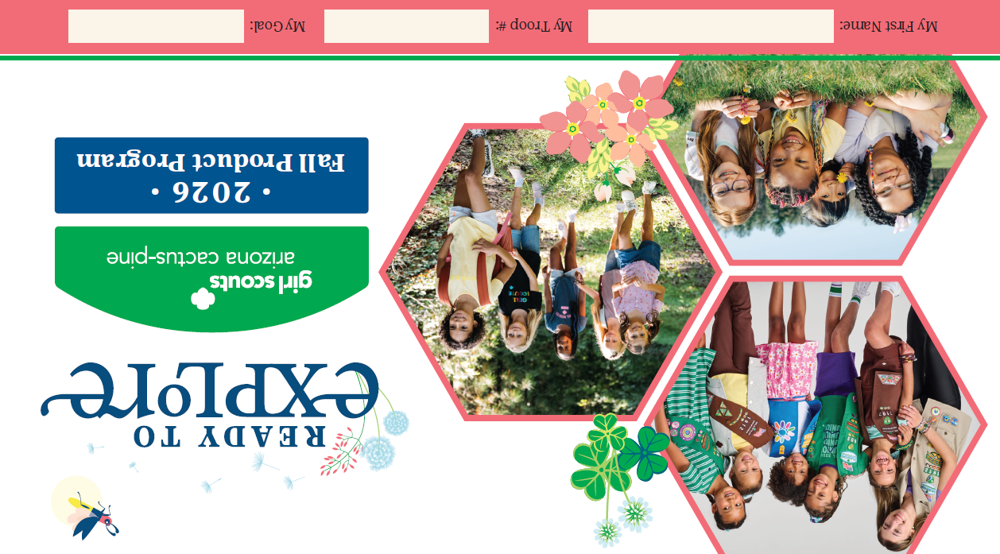 READY TO
explore
girl scouts
arizona cactus-pine
• 2026 •
Fall Product Program
My First Name:
My Troop #:
My Goal: